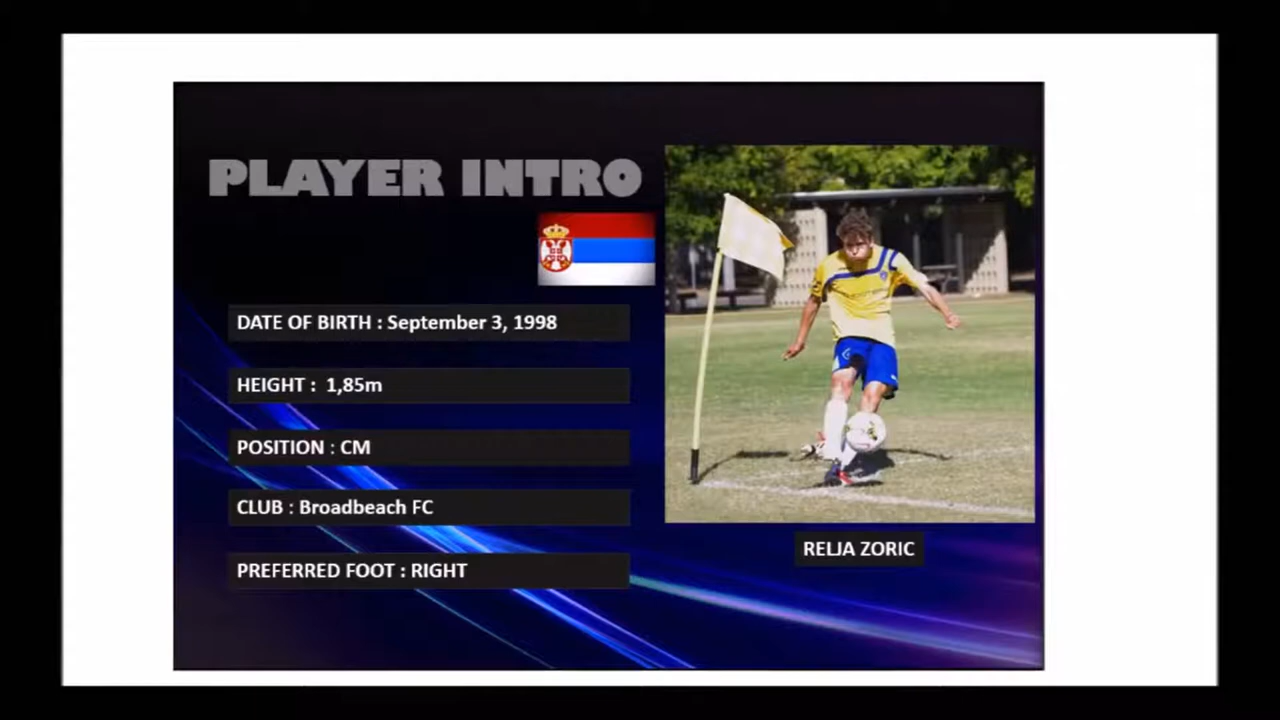 PLAYER INTRO
DATE OF BIRTH : September 3, 1998
HEIGHT : 1,85m
POSITION : CM
CLUB : Broadbeach FC
PREFERRED FOOT : RIGHT
RELJA ZORIC